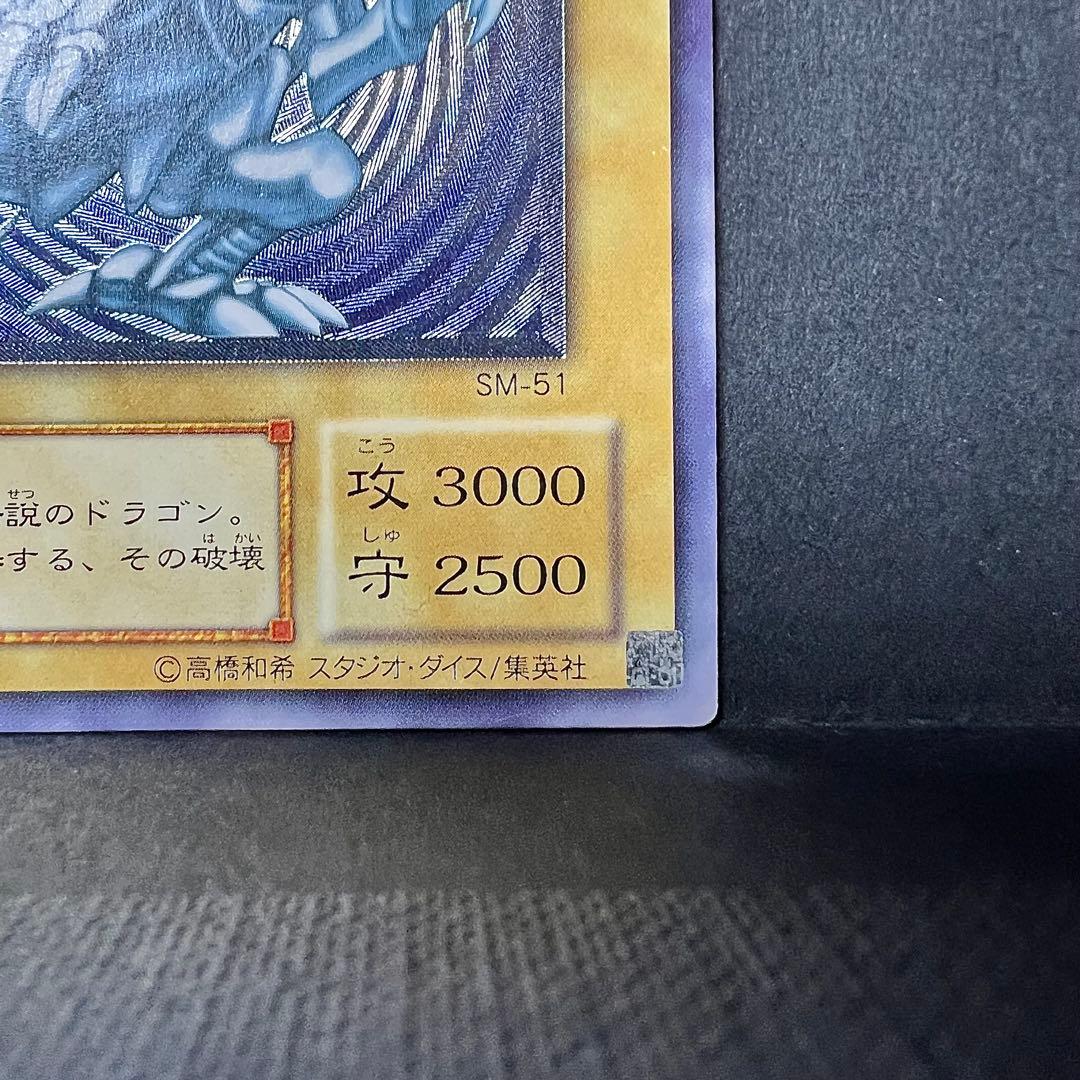 SM-51
こう
攻 3000
しゅ
守 2500
せつ
説のドラゴン。
は かい
する、その破壊
©高橋和希 スタジオ・ダイス/集英社